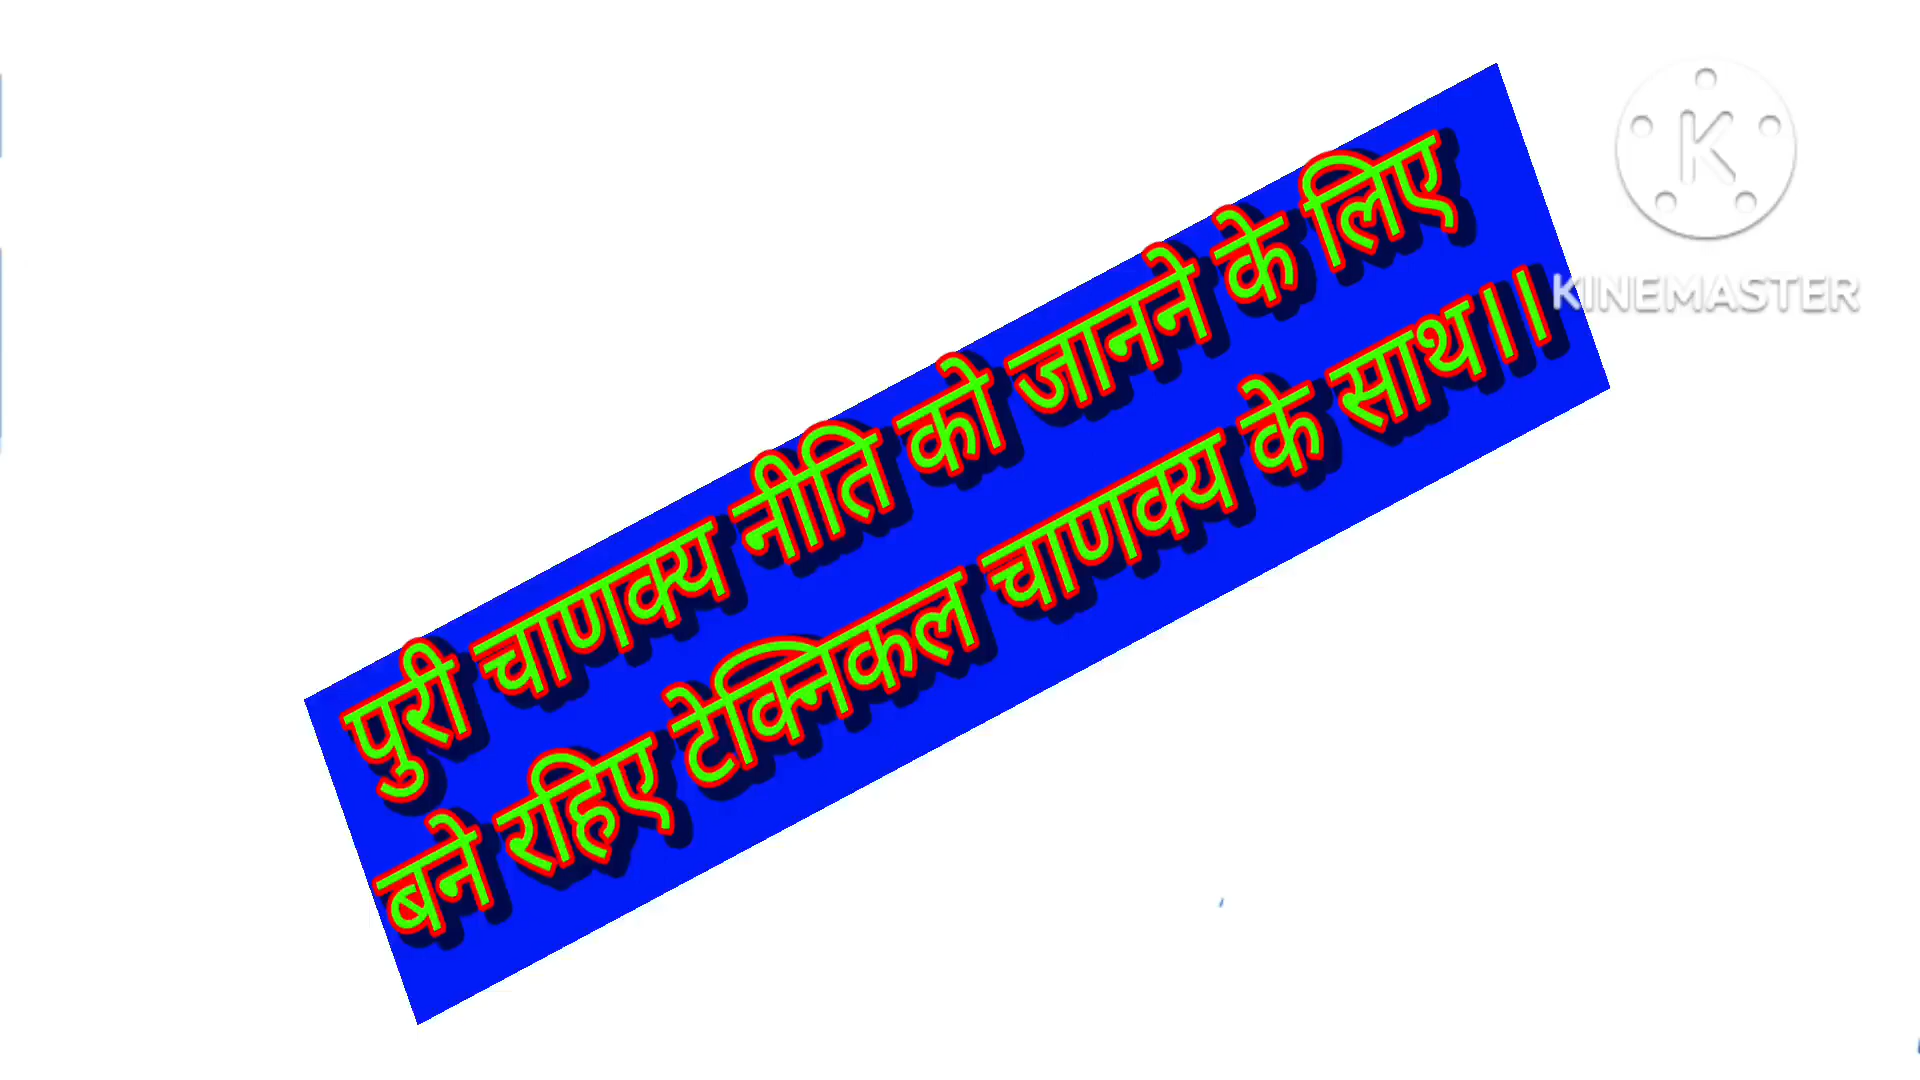 पुरी चाणक्य नीति को जानने के लिए
बने रहिए टेक्निकल चाणक्य के साथ।।
K
KINEMASTER